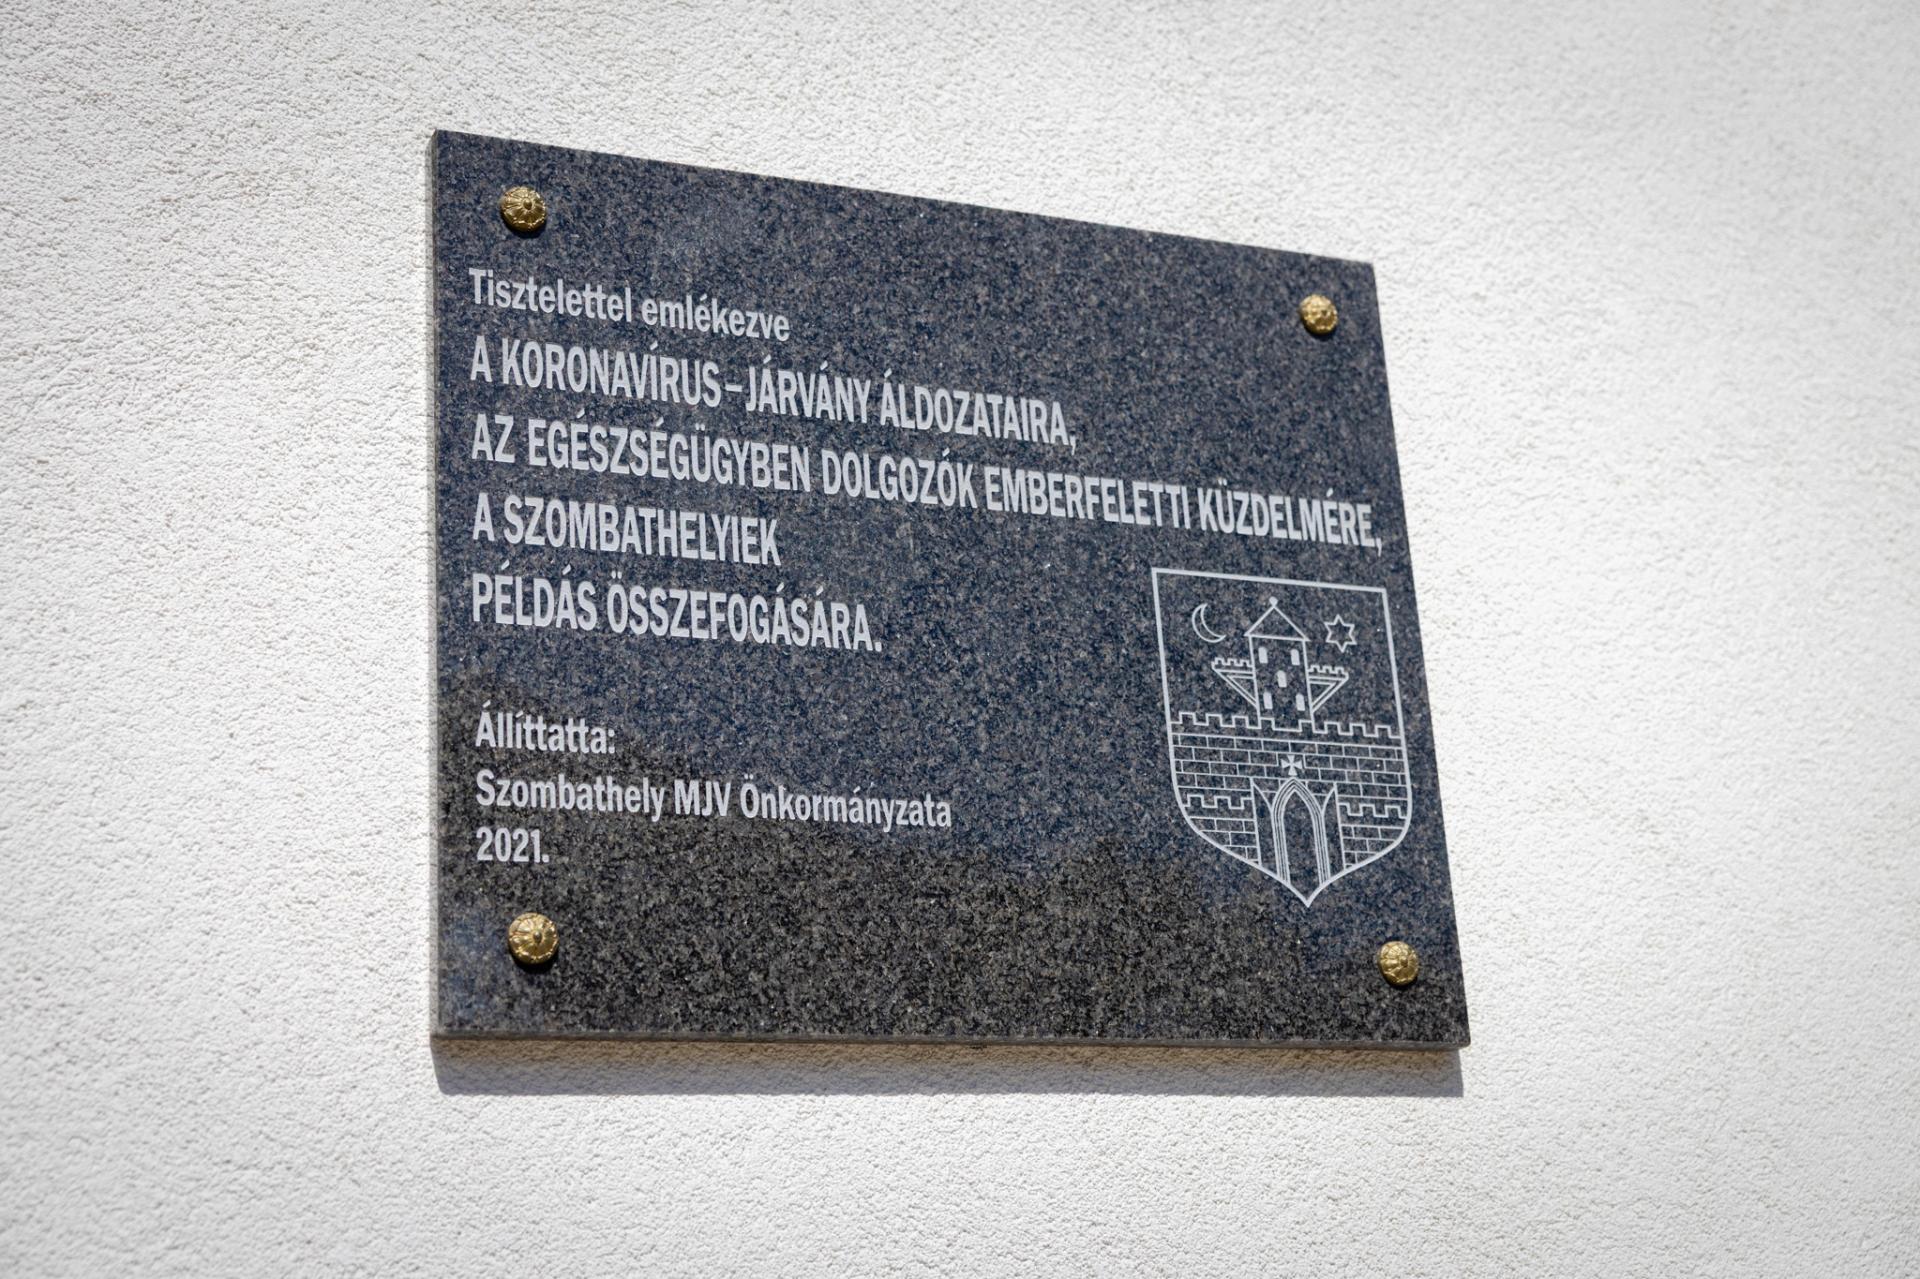 Tisztelettel emlékezve
A KORONAVÍRUS–JÁRVÁNY ÁLDOZATAIRA,
AZ EGÉSZSÉGÜGYBEN DOLGOZÓK EMBERFELETTI KÜZDELMÉRE,
A SZOMBATHELYIEK
PÉLDÁS ÖSSZEFOGÁSÁRA.
Állíttatta:
Szombathely MJV Önkormányzata
2021.